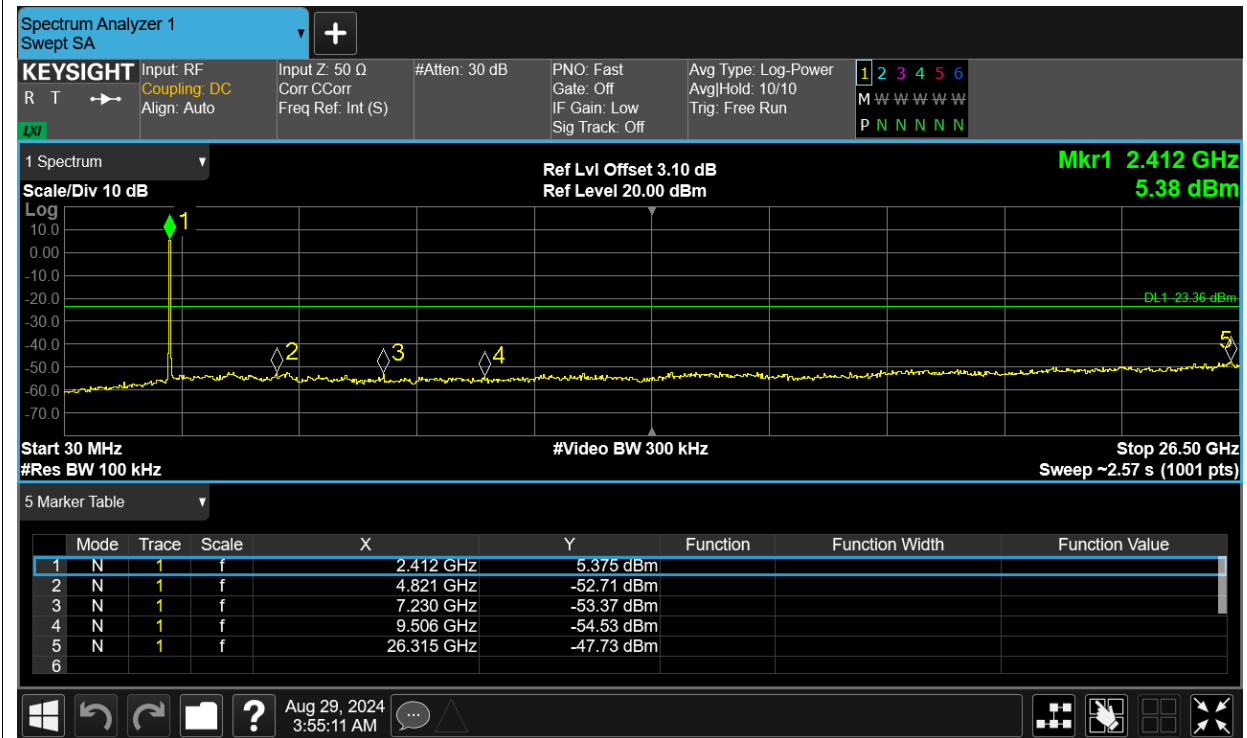 Spectrum Analyzer 1
Swept SA
+
KEYSIGHT Input: RF Input Z: 50 Ω #Atten: 30 dB PNO: Fast Avg Type: Log-Power 1 2 3 4 5 6
R T Coupling: DC Corr CCorr Gate: Off Avg|Hold: 10/10 M W W W W W
Align: Auto Freq Ref: Int (S) IF Gain: Low Trig: Free Run P N N N N N
LXI Sig Track: Off
1 Spectrum Ref Lvl Offset 3.10 dB Mkr1 2.412 GHz
Scale/Div 10 dB Ref Level 20.00 dBm 5.38 dBm
Log
1
10.0
0.00
-10.0
-20.0 DL1 -23.36 dBm
-30.0
-40.0 2 3 4 5
-50.0
-60.0
-70.0
Start 30 MHz #Video BW 300 kHz Stop 26.50 GHz
#Res BW 100 kHz Sweep ~2.57 s (1001 pts)
5 Marker Table
Mode Trace Scale X Y Function Function Width Function Value
1 N 1 f 2.412 GHz 5.375 dBm
2 N 1 f 4.821 GHz -52.71 dBm
3 N 1 f 7.230 GHz -53.37 dBm
4 N 1 f 9.506 GHz -54.53 dBm
5 N 1 f 26.315 GHz -47.73 dBm
6
? Aug 29, 2024
3:55:11 AM